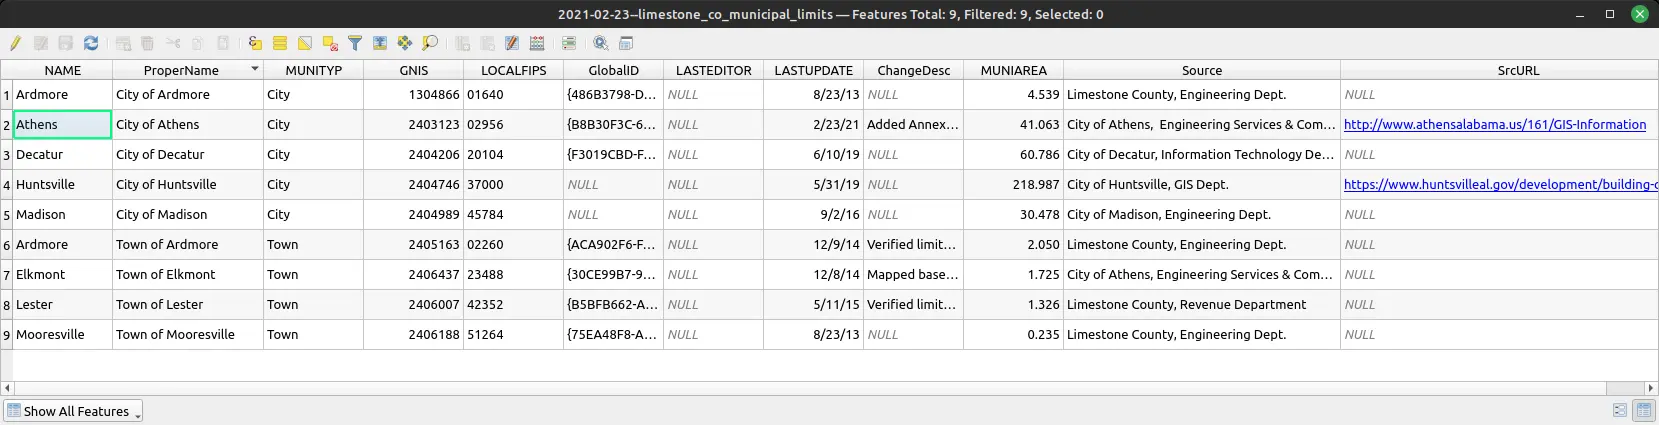 2021-02-23--limestone_co_municipal_limits — Features Total: 9, Filtered: 9, Selected: 0
NAME ProperName MUNITYP GNIS LOCALFIPS GlobalID LASTEDITOR LASTUPDATE ChangeDesc MUNIAREA Source SrcURL
1 Ardmore City of Ardmore City 1304866 01640 {486B3798-D... NULL 8/23/13 NULL 4.539 Limestone County, Engineering Dept. NULL
2 Athens City of Athens City 2403123 02956 {B8B30F3C-6... NULL 2/23/21 Added Annex... 41.063 City of Athens,  Engineering Services & Com... http://www.athensalabama.us/161/GIS-Information
3 Decatur City of Decatur City 2404206 20104 {F3019CBD-F... NULL 6/10/19 NULL 60.786 City of Decatur, Information Technology De... NULL
4 Huntsville City of Huntsville City 2404746 37000 NULL NULL 5/31/19 NULL 218.987 City of Huntsville, GIS Dept. https://www.huntsvilleal.gov/development/building-c
5 Madison City of Madison City 2404989 45784 NULL NULL 9/2/16 NULL 30.478 City of Madison, Engineering Dept. NULL
6 Ardmore Town of Ardmore Town 2405163 02260 {ACA902F6-F... NULL 12/9/14 Verified limit... 2.050 Limestone County, Engineering Dept. NULL
7 Elkmont Town of Elkmont Town 2406437 23488 {30CE99B7-9... NULL 12/8/14 Mapped base... 1.725 City of Athens, Engineering Services & Com... NULL
8 Lester Town of Lester Town 2406007 42352 {B5BFB662-A... NULL 5/11/15 Verified limit... 1.326 Limestone County, Revenue Department NULL
9 Mooresville Town of Mooresville Town 2406188 51264 {75EA48F8-A... NULL 8/23/13 NULL 0.235 Limestone County, Engineering Dept. NULL
Show All Features